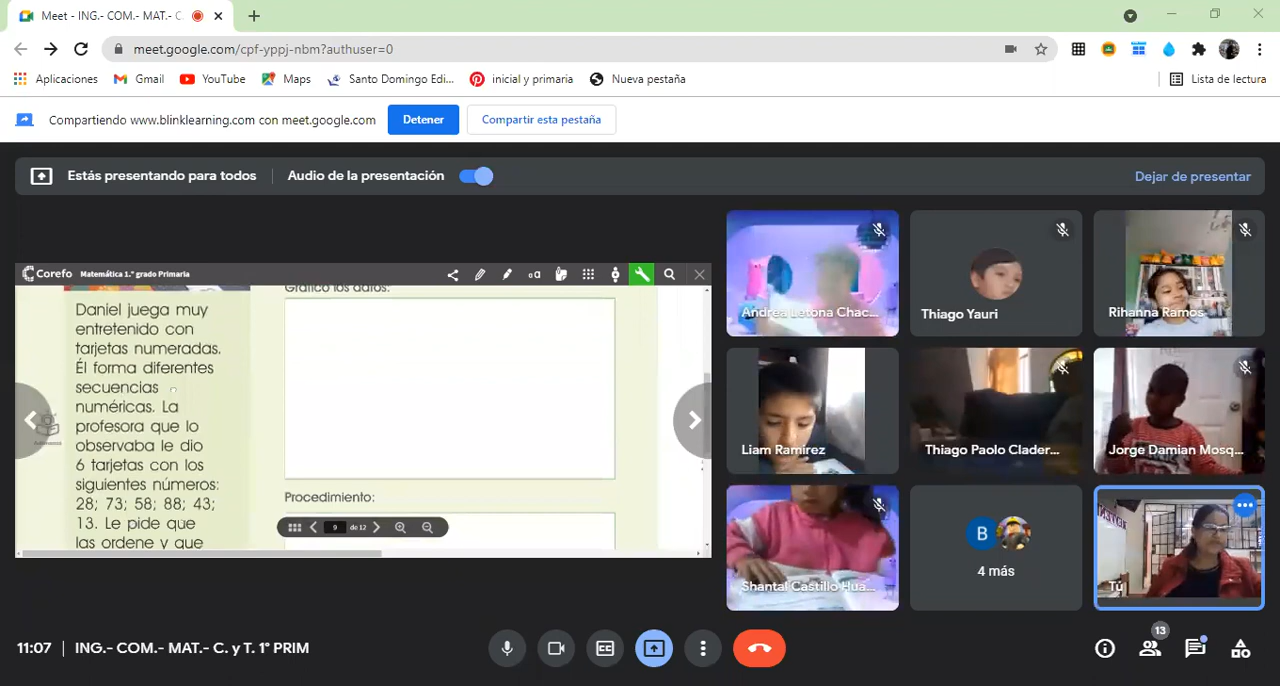 Meet - ING.- COM.- MAT.- C
meet.google.com/cpf-yppj-nbm?authuser=0
Aplicaciones Gmail YouTube Maps Santo Domingo Edi... inicial y primaria Nueva pestaña Lista de lectura
Compartiendo www.blinklearning.com con meet.google.com Detener Compartir esta pestaña
Estás presentando para todos Audio de la presentación Dejar de presentar
Corefo Matemática 1.° grado Primaria
Grafico los datos:
Daniel juega muy
entretenido con
tarjetas numeradas.
Él forma diferentes
secuencias
numéricas. La
profesora que lo
observaba le dio
6 tarjetas con los
siguientes números:
28; 73; 58; 88; 43;
13. Le pide que
las ordene y que
Procedimiento:
9 de 12
Andrea Letona Chac...
Thiago Yauri
Rihanna Ramos
Liam Ramirez
Thiago Paolo Clader...
Jorge Damian Mosq...
Shantal Castillo Hua...
B
4 más
Tú
11:07 | ING.- COM.- MAT.- C. y T. 1° PRIM
13